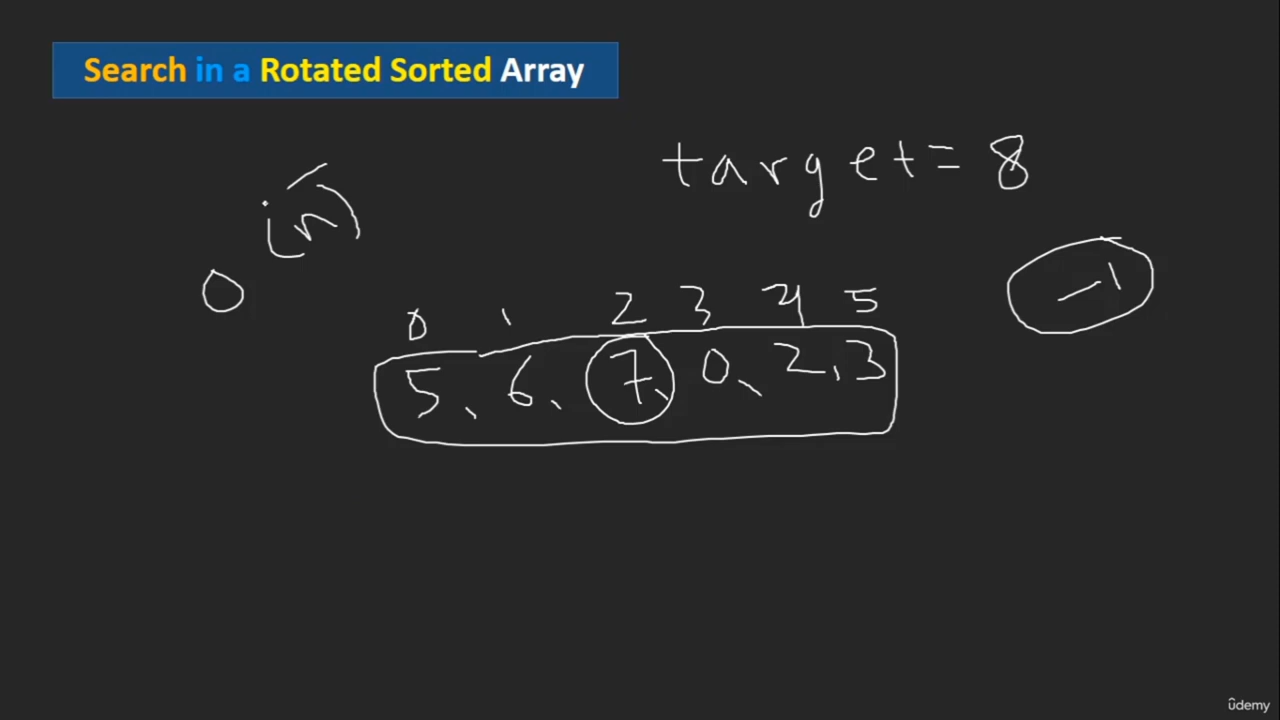 Search in a Rotated Sorted Array
target = 8
(n)
0
-1
0 1 2 3 4 5
5, 6, 7, 0, 2, 3
ûdemy